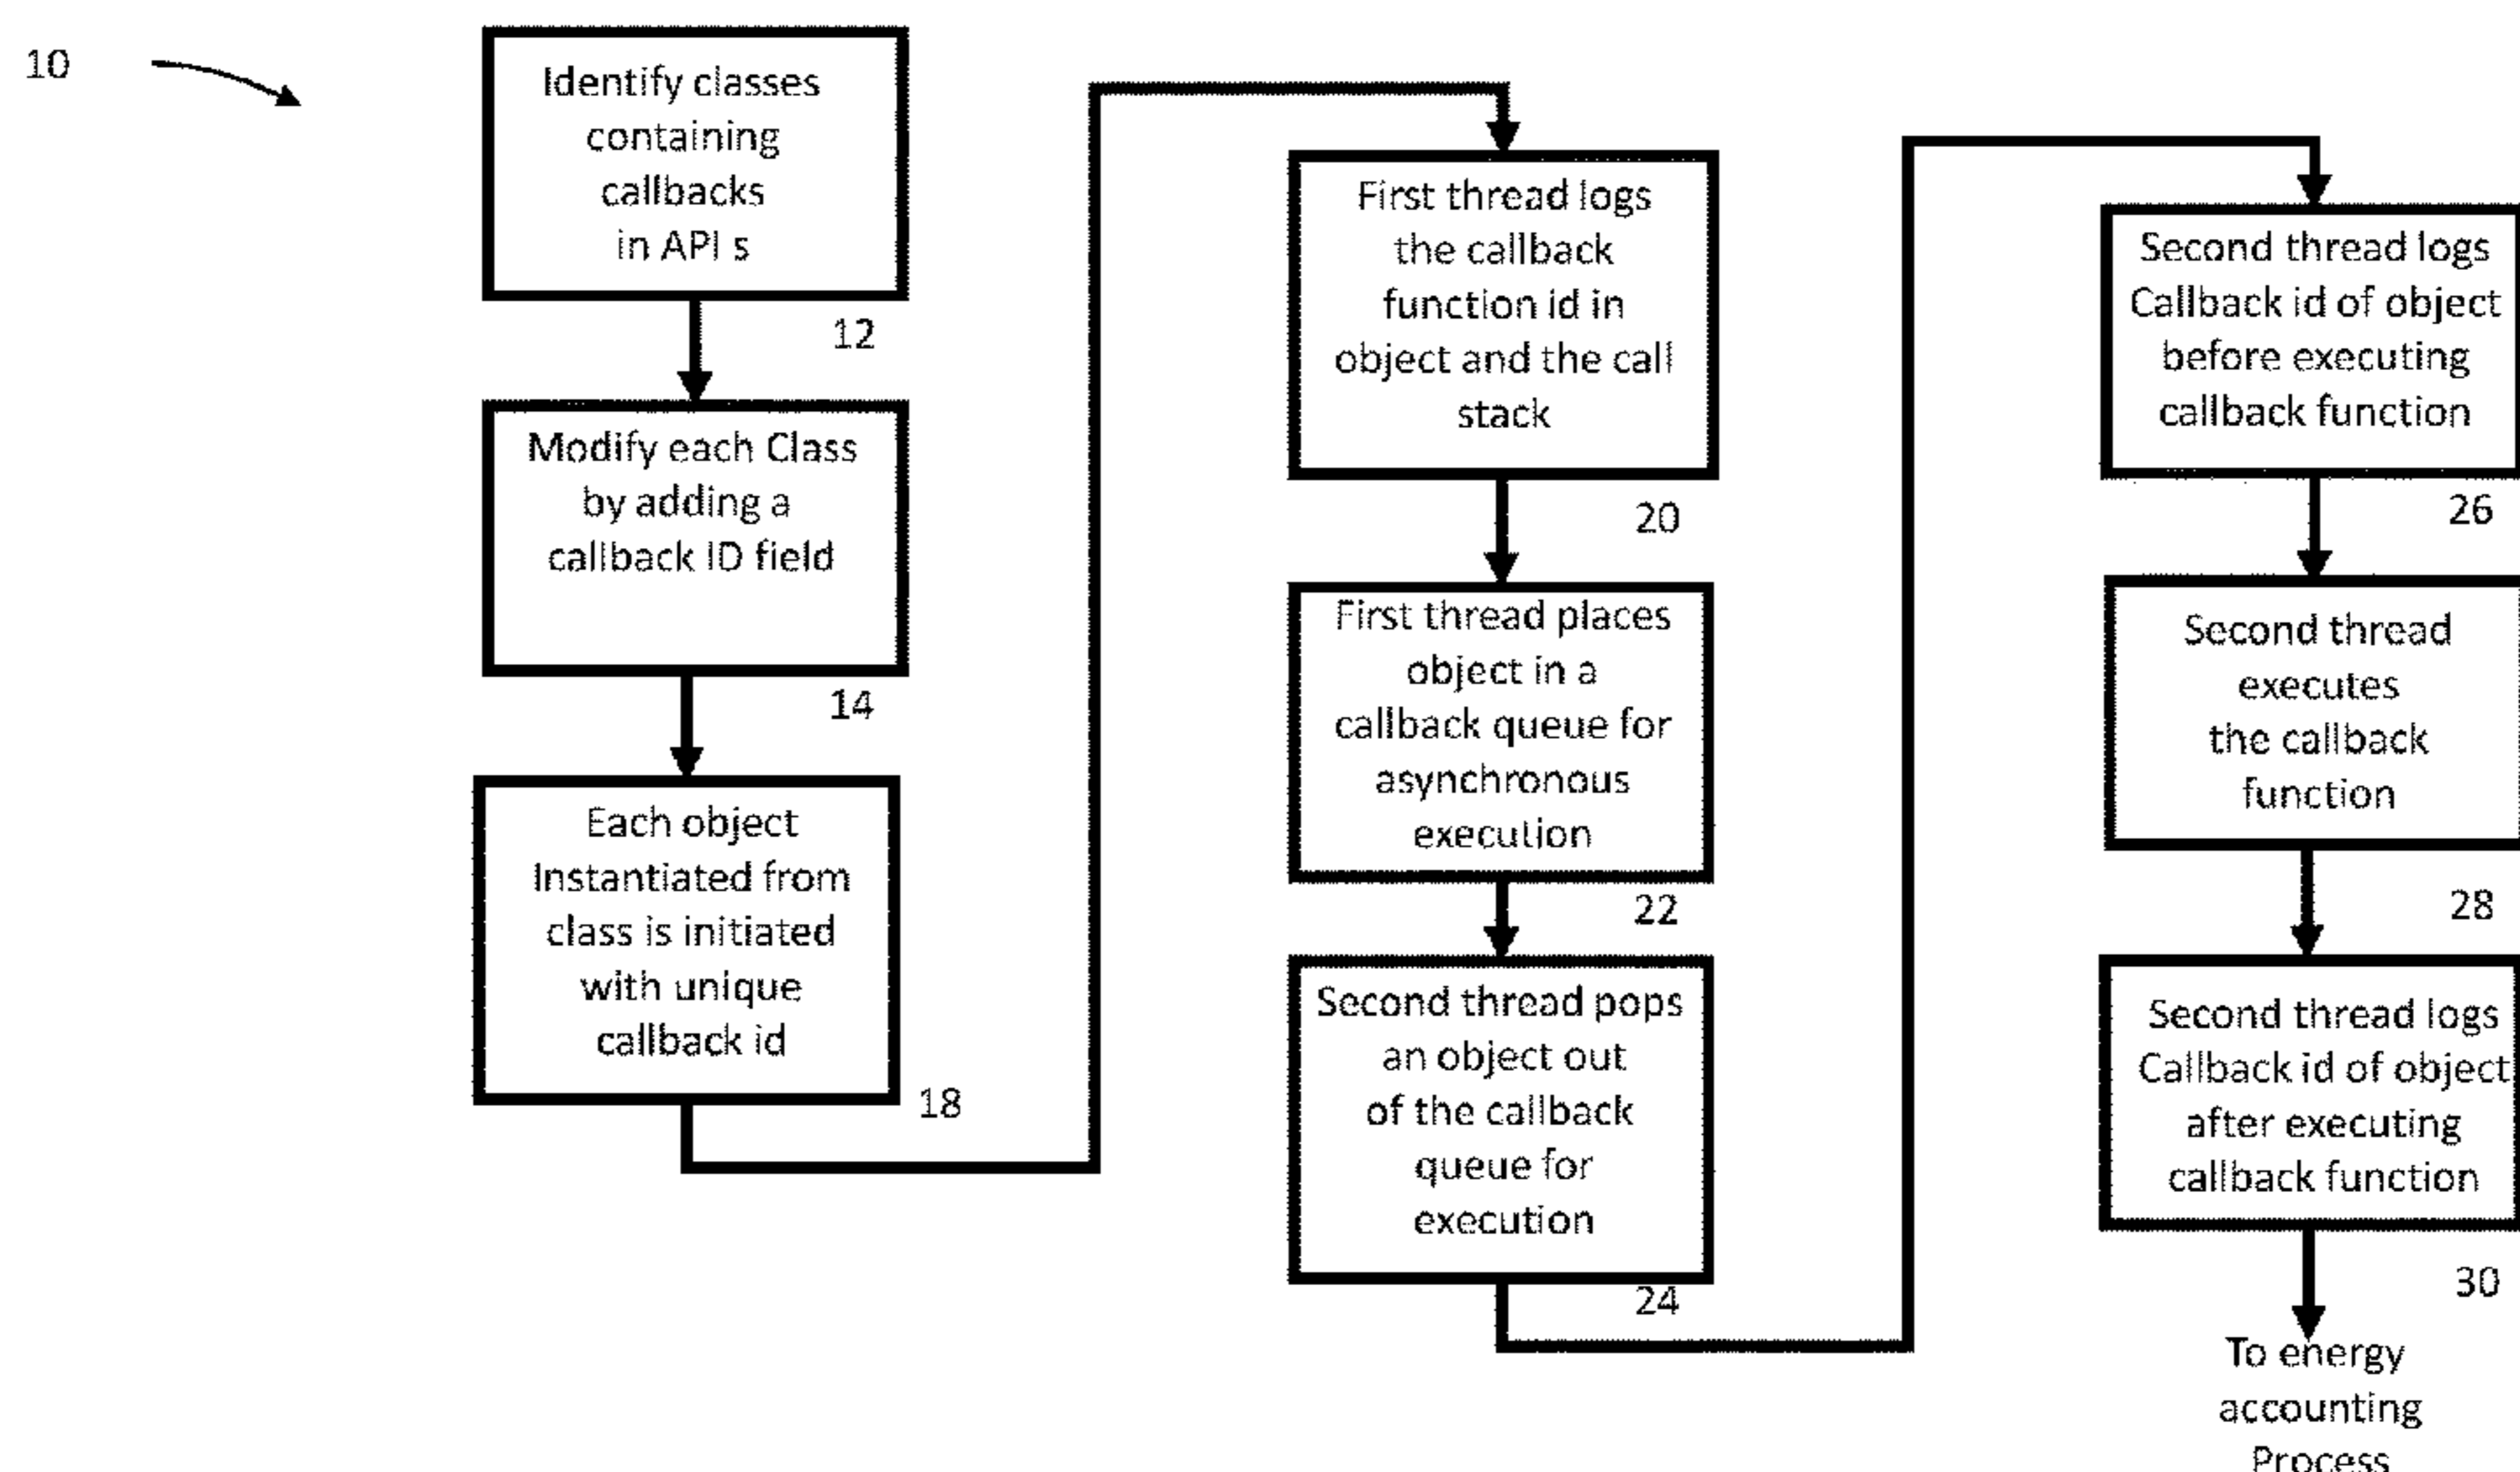 10
Identify classes
containing
callbacks
in API s
12
Modify each Class
by adding a
callback ID field
14
Each object
Instantiated from
class is initiated
with unique
callback id
18
First thread logs
the callback
function id in
object and the call
stack
20
First thread places
object in a
callback queue for
asynchronous
execution
22
Second thread pops
an object out
of the callback
queue for
execution
24
Second thread logs
Callback id of object
before executing
callback function
26
Second thread
executes
the callback
function
28
Second thread logs
Callback id of object
after executing
callback function
30
To energy
accounting
Process